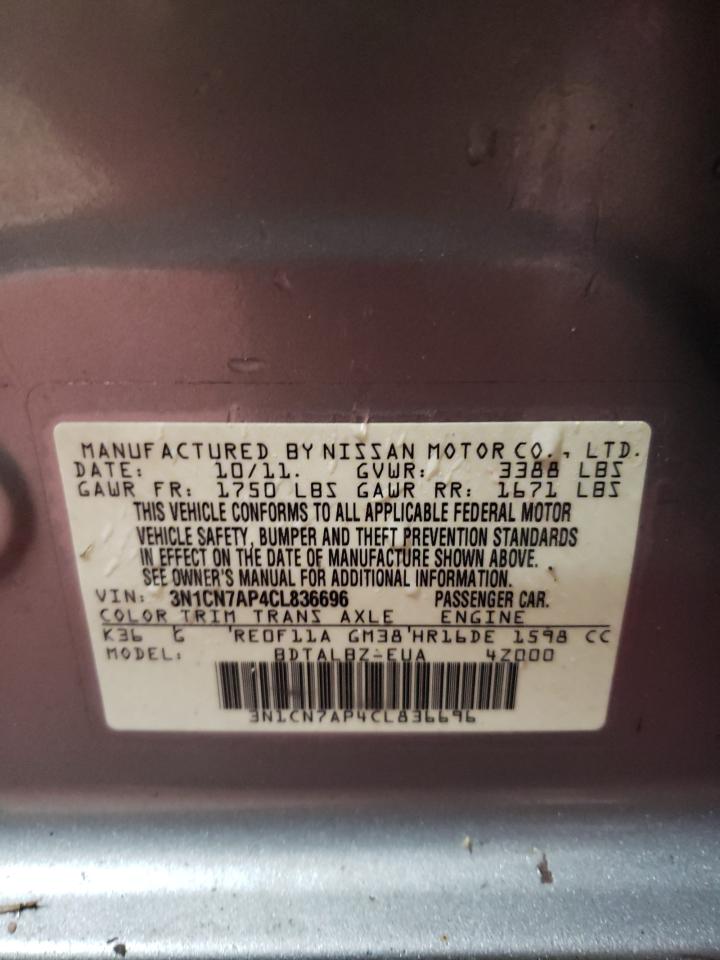 MANUFACTURED BY NISSAN MOTOR CO., LTD.
DATE: 10/11. GVWR: 3388 LBS
GAWR FR: 1750 LBS GAWR RR: 1671 LBS
THIS VEHICLE CONFORMS TO ALL APPLICABLE FEDERAL MOTOR
VEHICLE SAFETY, BUMPER AND THEFT PREVENTION STANDARDS
IN EFFECT ON THE DATE OF MANUFACTURE SHOWN ABOVE.
SEE OWNER'S MANUAL FOR ADDITIONAL INFORMATION.
VIN: 3N1CN7AP4CL836696 PASSENGER CAR.
COLOR TRIM TRANS AXLE ENGINE
K36 G RE0F11A GM38 HR16DE 1598 CC
MODEL: BDTALBZ-EUA 4Z000
3N1CN7AP4CL836696